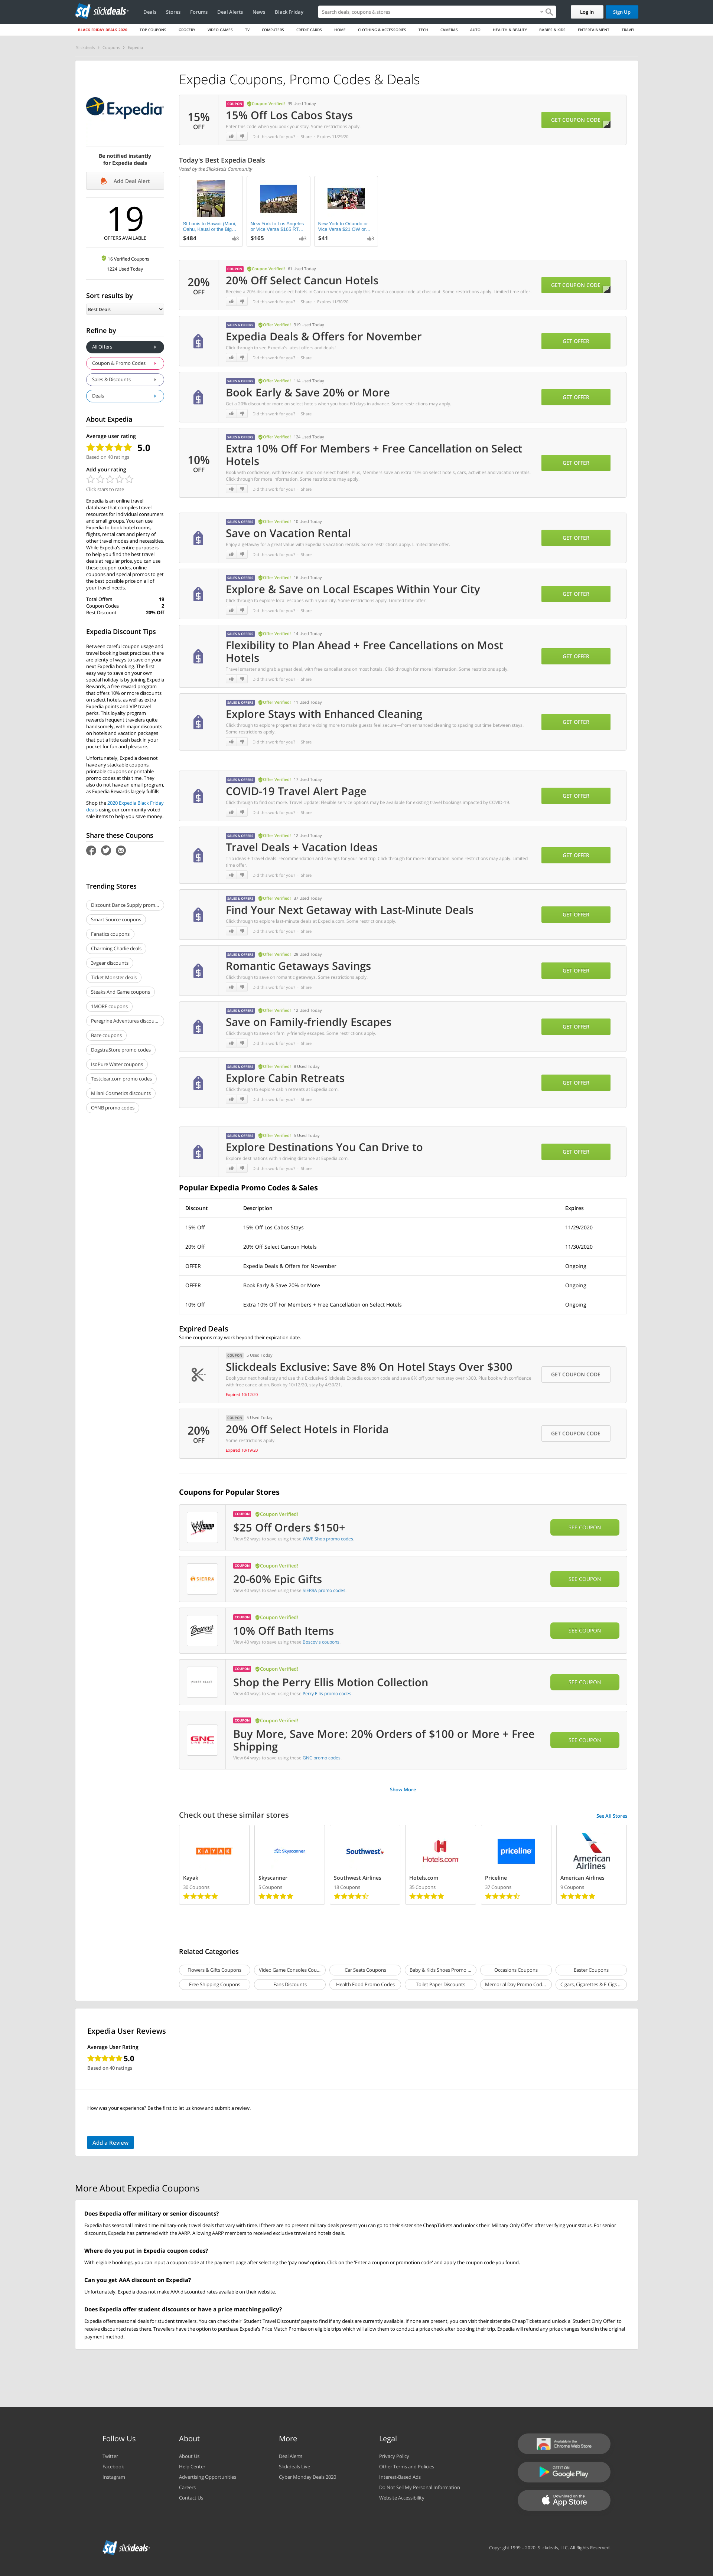 slickdeals
Deals Stores Forums Deal Alerts News Black Friday
Search deals, coupons & stores
Log In Sign Up
BLACK FRIDAY DEALS 2020 TOP COUPONS GROCERY VIDEO GAMES TV COMPUTERS CREDIT CARDS HOME CLOTHING & ACCESSORIES TECH CAMERAS AUTO HEALTH & BEAUTY BABIES & KIDS ENTERTAINMENT TRAVEL
Slickdeals > Coupons > Expedia
Expedia
Be notified instantly
for Expedia deals
Add Deal Alert
19
OFFERS AVAILABLE
16 Verified Coupons
1224 Used Today
Sort results by
Best Deals
Refine by
All Offers
Coupon & Promo Codes
Sales & Discounts
Deals
About Expedia
Average user rating
5.0
Based on 40 ratings
Add your rating
Click stars to rate
Expedia is an online travel
database that compiles travel
resources for individual consumers
and small groups. You can use
Expedia to book hotel rooms,
flights, rental cars and plenty of
other travel modes and necessities.
While Expedia's entire purpose is
to help you find the best travel
deals at regular price, you can use
these coupon codes, online
coupons and special promos to get
the best possible price on all of
your travel needs.
Total Offers 19
Coupon Codes 2
Best Discount 20% Off
Expedia Discount Tips
Between careful coupon usage and
travel booking best practices, there
are plenty of ways to save on your
next Expedia booking. The first
easy way to save on your own
special holiday is by joining Expedia
Rewards, a free reward program
that offers 10% or more discounts
on select hotels, as well as extra
Expedia points and VIP travel
perks. This loyalty program
rewards frequent travelers quite
handsomely, with major discounts
on hotels and vacation packages
that put a little cash back in your
pocket for fun and pleasure.
Unfortunately, Expedia does not
have any stackable coupons,
printable coupons or printable
promo codes at this time. They
also do not have an email program,
as Expedia Rewards largely fulfills
Shop the 2020 Expedia Black Friday
deals using our community-voted
sale items to help you save money.
Share these Coupons
Trending Stores
Discount Dance Supply prom...
Smart Source coupons
Fanatics coupons
Charming Charlie deals
3vgear discounts
Ticket Monster deals
Steaks And Game coupons
1MORE coupons
Peregrine Adventures discou...
Baze coupons
DogstraStore promo codes
IsoPure Water coupons
Testclear.com promo codes
Milani Cosmetics discounts
OYNB promo codes
Expedia Coupons, Promo Codes & Deals
15%
OFF
COUPON Coupon Verified! 39 Used Today
15% Off Los Cabos Stays
Enter this code when you book your stay. Some restrictions apply.
Did this work for you? · Share · Expires 11/29/20
GET COUPON CODE
Today's Best Expedia Deals
Voted by the Slickdeals Community
St Louis to Hawaii (Maui,
Oahu, Kauai or the Big...
$484
New York to Los Angeles
or Vice Versa $165 RT...
$165
New York to Orlando or
Vice Versa $21 OW or...
$41
20%
OFF
COUPON Coupon Verified! 61 Used Today
20% Off Select Cancun Hotels
Receive a 20% discount on select hotels in Cancun when you apply this Expedia coupon code at checkout. Some restrictions apply. Limited time offer.
Did this work for you? · Share · Expires 11/30/20
GET COUPON CODE
SALES & OFFERS Offer Verified! 319 Used Today
Expedia Deals & Offers for November
Click through to see Expedia's latest offers and deals!
Did this work for you? · Share
GET OFFER
SALES & OFFERS Offer Verified! 114 Used Today
Book Early & Save 20% or More
Get a 20% discount or more on select hotels when you book 60 days in advance. Some restrictions may apply.
Did this work for you? · Share
GET OFFER
10%
OFF
SALES & OFFERS Offer Verified! 124 Used Today
Extra 10% Off For Members + Free Cancellation on Select
Hotels
Book with confidence, with free cancellation on select hotels. Plus, Members save an extra 10% on select hotels, cars, activities and vacation rentals.
Click through for more information. Some restrictions may apply.
Did this work for you? · Share
GET OFFER
SALES & OFFERS Offer Verified! 10 Used Today
Save on Vacation Rental
Enjoy a getaway for a great value with Expedia's vacation rentals. Some restrictions apply. Limited time offer.
Did this work for you? · Share
GET OFFER
SALES & OFFERS Offer Verified! 16 Used Today
Explore & Save on Local Escapes Within Your City
Click through to explore local escapes within your city. Some restrictions apply. Limited time offer.
Did this work for you? · Share
GET OFFER
SALES & OFFERS Offer Verified! 14 Used Today
Flexibility to Plan Ahead + Free Cancellations on Most
Hotels
Travel smarter and grab a great deal, with free cancellations on most hotels. Click through for more information. Some restrictions apply.
Did this work for you? · Share
GET OFFER
SALES & OFFERS Offer Verified! 11 Used Today
Explore Stays with Enhanced Cleaning
Click through to explore properties that are doing more to make guests feel secure—from enhanced cleaning to spacing out time between stays.
Some restrictions apply.
Did this work for you? · Share
GET OFFER
SALES & OFFERS Offer Verified! 17 Used Today
COVID-19 Travel Alert Page
Click through to find out more. Travel Update: flexible service options may be available for existing travel bookings impacted by COVID-19.
Did this work for you? · Share
GET OFFER
SALES & OFFERS Offer Verified! 12 Used Today
Travel Deals + Vacation Ideas
Trip Ideas + Travel deals: recommendation and savings for your next trip. Click through for more information. Some restrictions may apply. Limited
time offer.
Did this work for you? · Share
GET OFFER
SALES & OFFERS Offer Verified! 37 Used Today
Find Your Next Getaway with Last-Minute Deals
Click through to explore last-minute deals at Expedia.com. Some restrictions apply.
Did this work for you? · Share
GET OFFER
SALES & OFFERS Offer Verified! 29 Used Today
Romantic Getaways Savings
Click through to save on romantic getaways. Some restrictions apply.
Did this work for you? · Share
GET OFFER
SALES & OFFERS Offer Verified! 12 Used Today
Save on Family-friendly Escapes
Click through to save on family-friendly escapes. Some restrictions apply.
Did this work for you? · Share
GET OFFER
SALES & OFFERS Offer Verified! 8 Used Today
Explore Cabin Retreats
Click through to explore cabin retreats at Expedia.com.
Did this work for you? · Share
GET OFFER
SALES & OFFERS Offer Verified! 5 Used Today
Explore Destinations You Can Drive to
Explore destinations within driving distance at Expedia.com.
Did this work for you? · Share
GET OFFER
Popular Expedia Promo Codes & Sales
Discount Description Expires
15% Off 15% Off Los Cabos Stays 11/29/2020
20% Off 20% Off Select Cancun Hotels 11/30/2020
OFFER Expedia Deals & Offers for November Ongoing
OFFER Book Early & Save 20% or More Ongoing
10% Off Extra 10% Off For Members + Free Cancellation on Select Hotels Ongoing
Expired Deals
Some coupons may work beyond their expiration date.
COUPON 5 Used Today
Slickdeals Exclusive: Save 8% On Hotel Stays Over $300
Book your next hotel stay and use this Exclusive Slickdeals Expedia coupon code and save 8% off your next stay over $300. Plus book with confidence
with free cancelation. Book by 10/12/20, stay by 4/30/21.
Expired 10/12/20
GET COUPON CODE
20%
OFF
COUPON 5 Used Today
20% Off Select Hotels in Florida
Some restrictions apply.
Expired 10/19/20
GET COUPON CODE
Coupons for Popular Stores
COUPON Coupon Verified!
$25 Off Orders $150+
View 92 ways to save using these WWE Shop promo codes.
SEE COUPON
SIERRA
COUPON Coupon Verified!
20-60% Epic Gifts
View 40 ways to save using these SIERRA promo codes.
SEE COUPON
Boscov's
COUPON Coupon Verified!
10% Off Bath Items
View 49 ways to save using these Boscov's coupons.
SEE COUPON
PERRY ELLIS
COUPON Coupon Verified!
Shop the Perry Ellis Motion Collection
View 40 ways to save using these Perry Ellis promo codes.
SEE COUPON
GNC
LIVE WELL
COUPON Coupon Verified!
Buy More, Save More: 20% Orders of $100 or More + Free
Shipping
View 64 ways to save using these GNC promo codes.
SEE COUPON
Show More
Check out these similar stores
See All Stores
KAYAK
Kayak
30 Coupons
Skyscanner
Skyscanner
5 Coupons
Southwest
Southwest Airlines
18 Coupons
Hotels.com
Hotels.com
35 Coupons
priceline
Priceline
37 Coupons
American
Airlines
American Airlines
9 Coupons
Related Categories
Flowers & Gifts Coupons Video Game Consoles Cou... Car Seats Coupons Baby & Kids Shoes Promo ... Occasions Coupons Easter Coupons
Free Shipping Coupons Fans Discounts Health Food Promo Codes Toilet Paper Discounts Memorial Day Promo Cod... Cigars, Cigarettes & E-Cigs ...
Expedia User Reviews
Average User Rating
5.0
Based on 40 ratings
How was your experience? Be the first to let us know and submit a review.
Add a Review
More About Expedia Coupons
Does Expedia offer military or senior discounts?
Expedia has seasonal limited time military-only travel deals that vary with time. If there are no present military deals present you can go to their sister site CheapTickets and unlock their 'Military Only Offer' after verifying your status. For senior
discounts, Expedia has partnered with the AARP. Allowing AARP members to received exclusive travel and hotels deals.
Where do you put in Expedia coupon codes?
With eligible bookings, you can input a coupon code at the payment page after selecting the 'pay now' option. Click on the 'Enter a coupon or promotion code' and apply the coupon code you found.
Can you get AAA discount on Expedia?
Unfortunately, Expedia does not make AAA discounted rates available on their website.
Does Expedia offer student discounts or have a price matching policy?
Expedia offers seasonal deals for student travellers. You can check their 'Student Travel Discounts' page to find if any deals are currently available. If none are present, you can visit their sister site CheapTickets and unlock a 'Student Only Offer' to
receive discounted rates there. Travellers have the option to purchase Expedia's Price Match Promise on eligible trips which will allow them to conduct a price check after booking their trip. Expedia will refund any price changes found in the original
payment method.
Follow Us
Twitter
Facebook
Instagram
About
About Us
Help Center
Advertising Opportunities
Careers
Contact Us
More
Deal Alerts
Slickdeals Live
Cyber Monday Deals 2020
Legal
Privacy Policy
Other Terms and Policies
Interest-Based Ads
Do Not Sell My Personal Information
Website Accessibility
Available in the
Chrome Web Store
GET IT ON
Google Play
Download on the
App Store
slickdeals
Copyright 1999 - 2020. Slickdeals, LLC. All Rights Reserved.